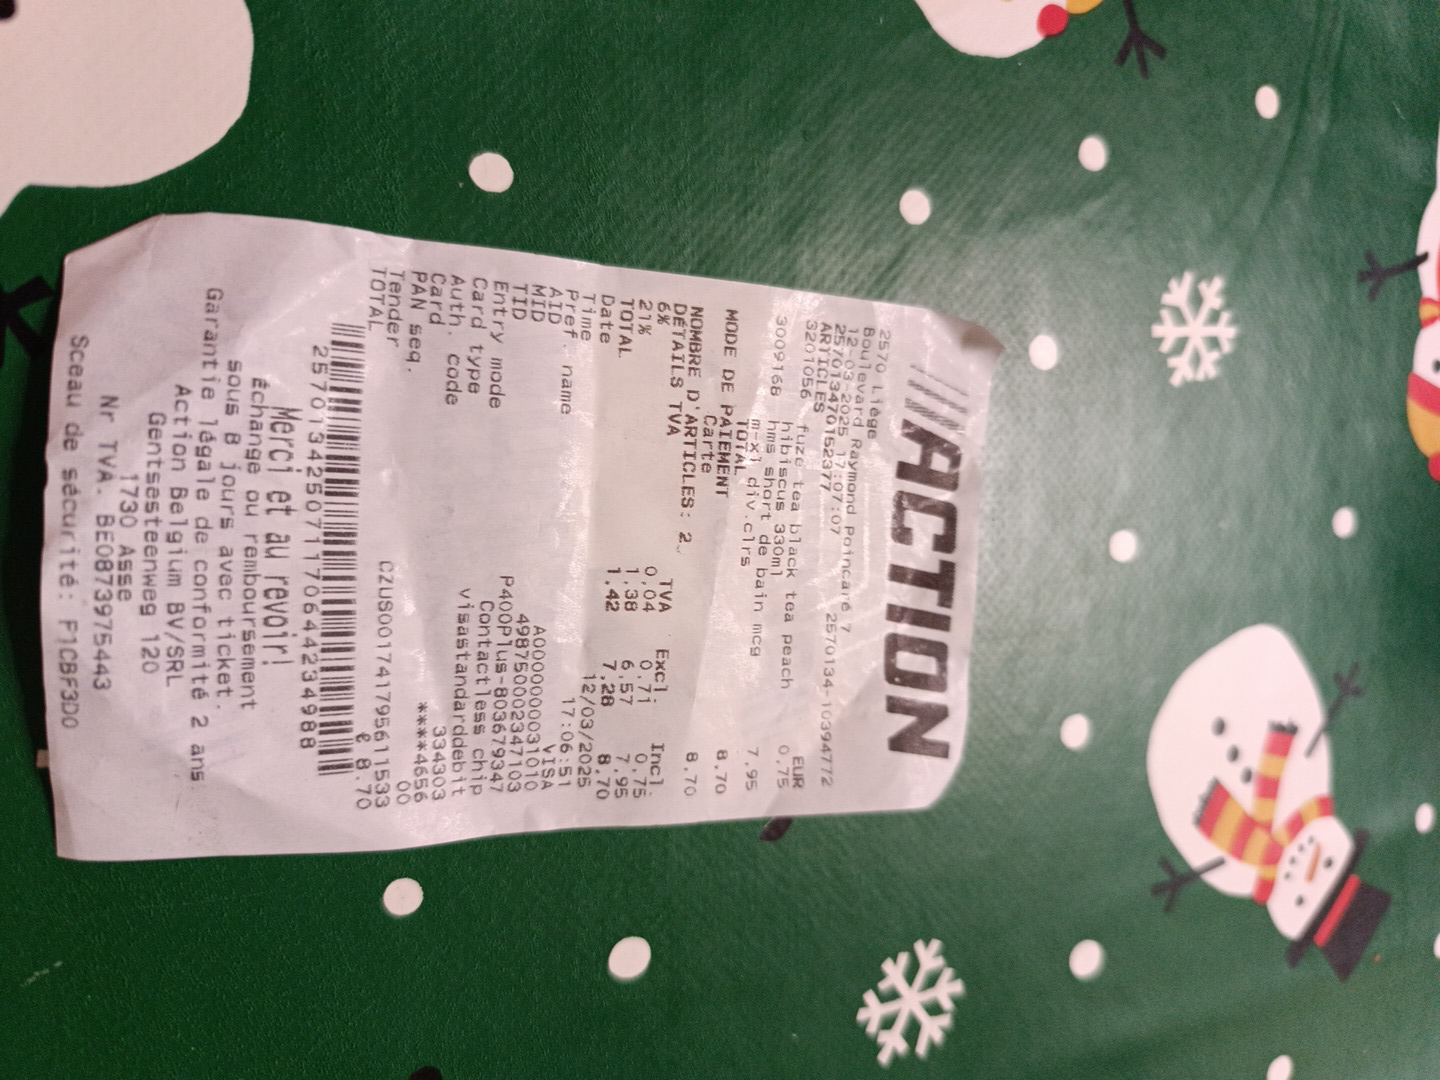 ACTION
2570 Liège
Boulevard Raymond Poincaré 7
12-03-2025 17:07:07 2570134-10394772
2570134701523??
ARTICLES EUR
3201056 fuze tea black tea peach 0,75
hibiscus 330ml
3009168 hms short de bain mcg 7,95
m-xl div.clrs
TOTAL 8,70
MODE DE PAIEMENT
Carte 8,70
NOMBRE D'ARTICLES: 2
DÉTAILS TVA TVA Excl. Incl.
6% 0,04 0,71 0,75
21% 1,38 6,57 7,95
TOTAL 1,42 7,28 8,70
Date 12/03/2025
Time 17:06:51
Pref. name VISA
AID A0000000031010
MID 498750002347103
TID P400Plus-803679347
Entry mode Contactless chip
Card type visastandarddebit
Auth. code 334303
Card ****4656
PAN seq. 00
Tender CZUS001741795611533
TOTAL € 8.70
2570134250711706442349888
Merci et au revoir!
Échange ou remboursement
sous 8 jours avec ticket.
Garantie légale de conformité 2 ans
Action Belgium BV/SRL
Gentsesteenweg 120
1730 Asse
Nr TVA. BE0873975443
Sceau de sécurité: F1CBF3D0